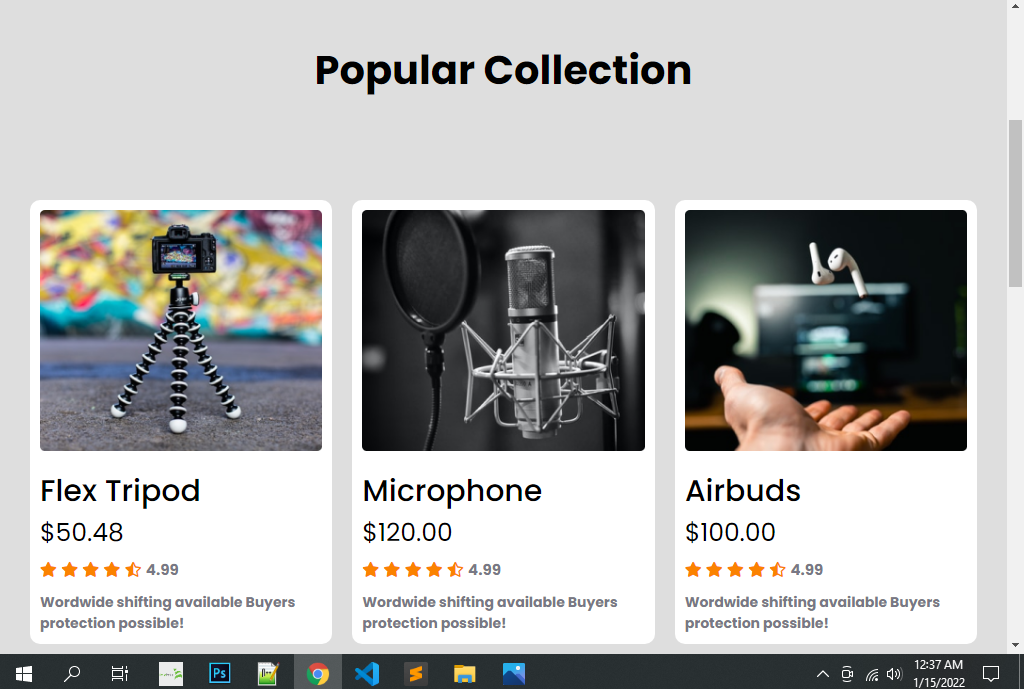 Popular Collection
Flex Tripod
$50.48
4.99
Wordwide shifting available Buyers
protection possible!
Microphone
$120.00
4.99
Wordwide shifting available Buyers
protection possible!
Airbuds
$100.00
4.99
Wordwide shifting available Buyers
protection possible!
Ps
12:37 AM
1/15/2022